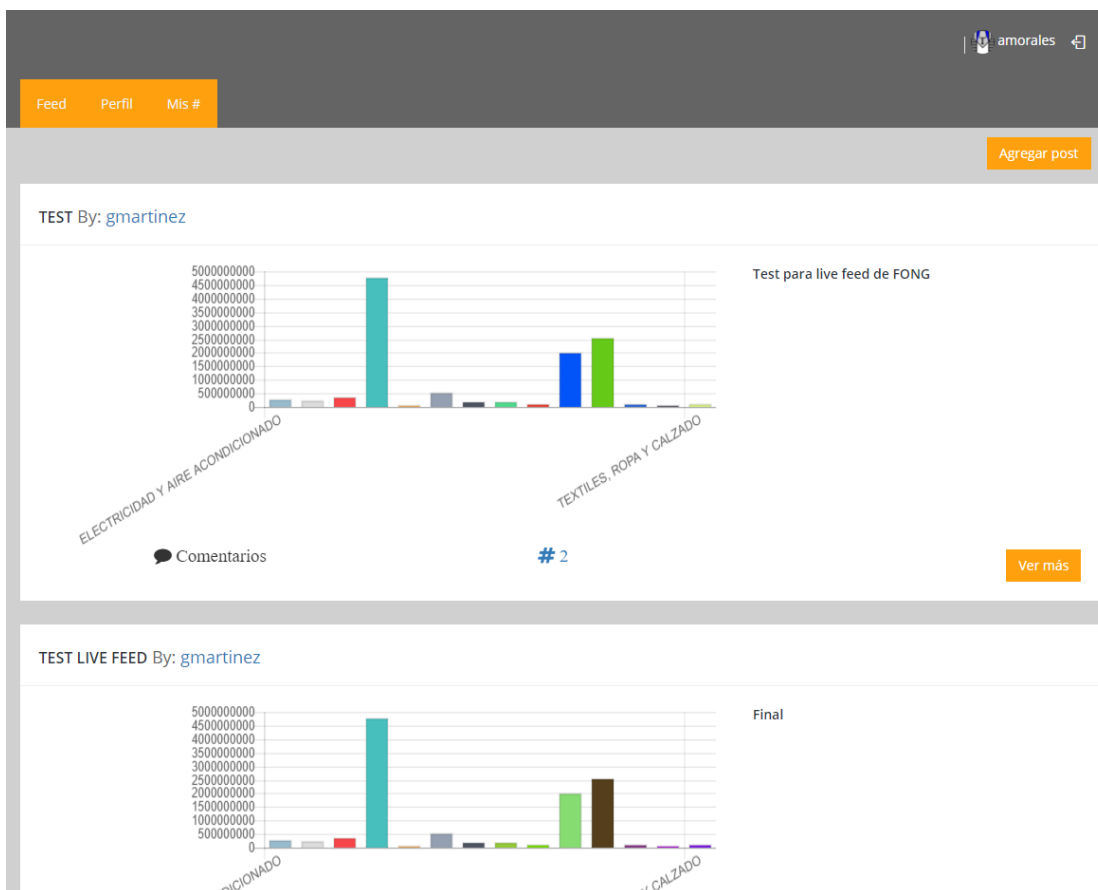 | amorales
Feed Perfil Mis #
Agregar post
TEST By: gmartinez
5000000000
4500000000
4000000000
3500000000
3000000000
2500000000
2000000000
1500000000
1000000000
500000000
0
ELECTRICIDAD Y AIRE ACONDICIONADO
TEXTILES, ROPA Y CALZADO
Test para live feed de FONG
Comentarios
# 2
Ver más
TEST LIVE FEED By: gmartinez
5000000000
4500000000
4000000000
3500000000
3000000000
2500000000
2000000000
1500000000
1000000000
500000000
0
DICIONADO
Y CALZADO
Final